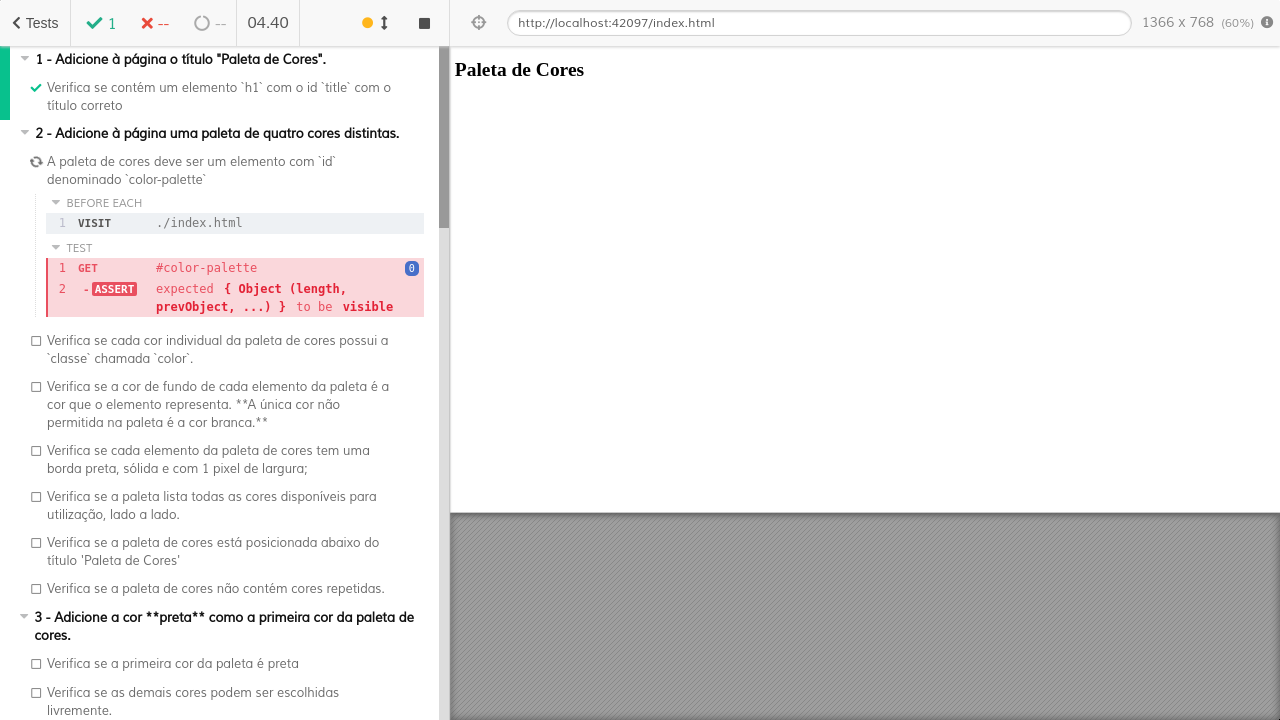 Tests
1
--
--
04.40
http://localhost:42097/index.html
1366 x 768 (60%)
1 - Adicione à página o título "Paleta de Cores".
Verifica se contém um elemento `h1` com o id `title` com o
título correto
2 - Adicione à página uma paleta de quatro cores distintas.
A paleta de cores deve ser um elemento com `id`
denominado `color-palette`
BEFORE EACH
1 VISIT ./index.html
TEST
1 GET #color-palette 0
2 -ASSERT expected { Object (length,
prevObject, ...) } to be visible
Verifica se cada cor individual da paleta de cores possui a
`classe` chamada `color`.
Verifica se a cor de fundo de cada elemento da paleta é a
cor que o elemento representa. **A única cor não
permitida na paleta é a cor branca.**
Verifica se cada elemento da paleta de cores tem uma
borda preta, sólida e com 1 pixel de largura;
Verifica se a paleta lista todas as cores disponíveis para
utilização, lado a lado.
Verifica se a paleta de cores está posicionada abaixo do
título 'Paleta de Cores'
Verifica se a paleta de cores não contém cores repetidas.
3 - Adicione a cor **preta** como a primeira cor da paleta de
cores.
Verifica se a primeira cor da paleta é preta
Verifica se as demais cores podem ser escolhidas
livremente.
Paleta de Cores